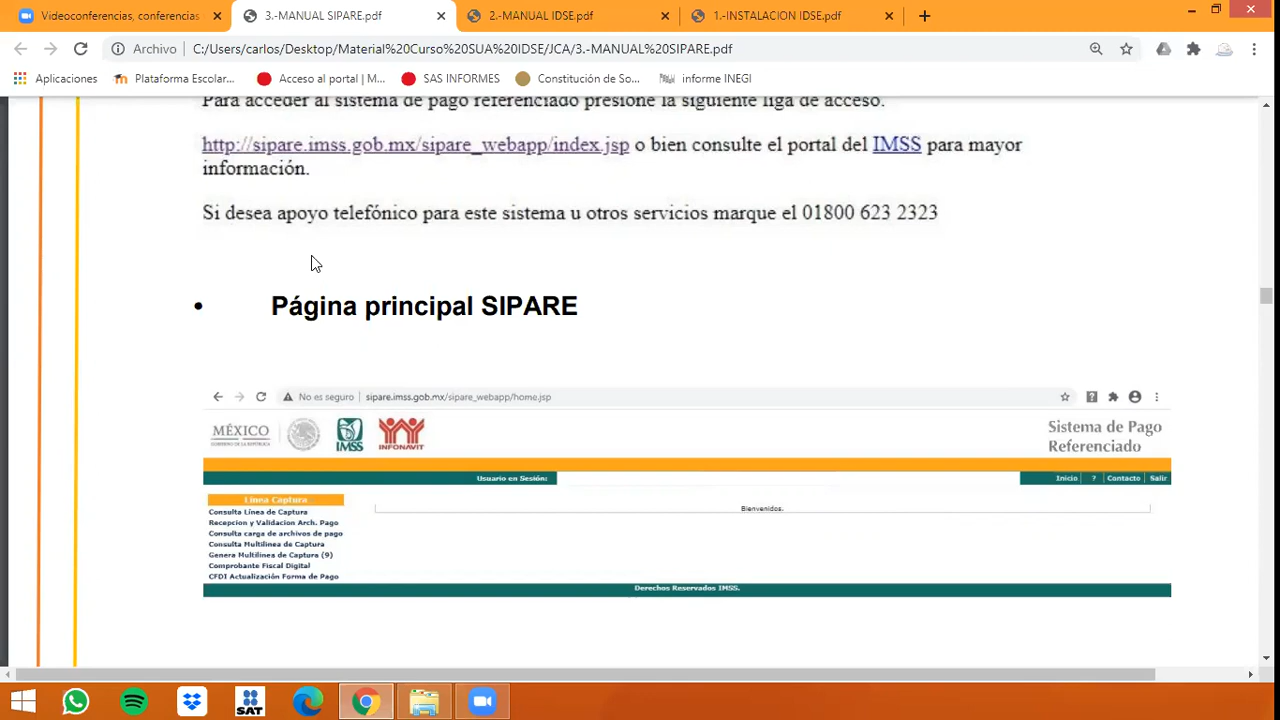 Videoconferencias, conferencias
3.-MANUAL SIPARE.pdf
2.-MANUAL IDSE.pdf
1.-INSTALACION IDSE.pdf
Archivo
C:/Users/carlos/Desktop/Material%20Curso%20SUA%20IDSE/JCA/3.-MANUAL%20SIPARE.pdf
Aplicaciones
Plataforma Escolar...
Acceso al portal | M...
SAS INFORMES
Constitución de So...
informe INEGI
Para acceder al sistema de pago referenciado presione la siguiente liga de acceso.
http://sipare.imss.gob.mx/sipare_webapp/index.jsp o bien consulte el portal del IMSS para mayor
información.
Si desea apoyo telefónico para este sistema u otros servicios marque el 01800 623 2323
• Página principal SIPARE
No es seguro
sipare.imss.gob.mx/sipare_webapp/home.jsp
MÉXICO
GOBIERNO DE LA REPÚBLICA
IMSS
INFONAVIT
Sistema de Pago
Referenciado
Usuario en Sesión:
Inicio | ? | Contacto | Salir
Línea Captura
Consulta Línea de Captura
Recepcion y Validacion Arch. Pago
Consulta carga de archivos de pago
Consulta Multilinea de Captura
Genera Multilinea de Captura (9)
Comprobante Fiscal Digital
CFDI Actualización Forma de Pago
Bienvenidos.
Derechos Reservados IMSS.
SAT